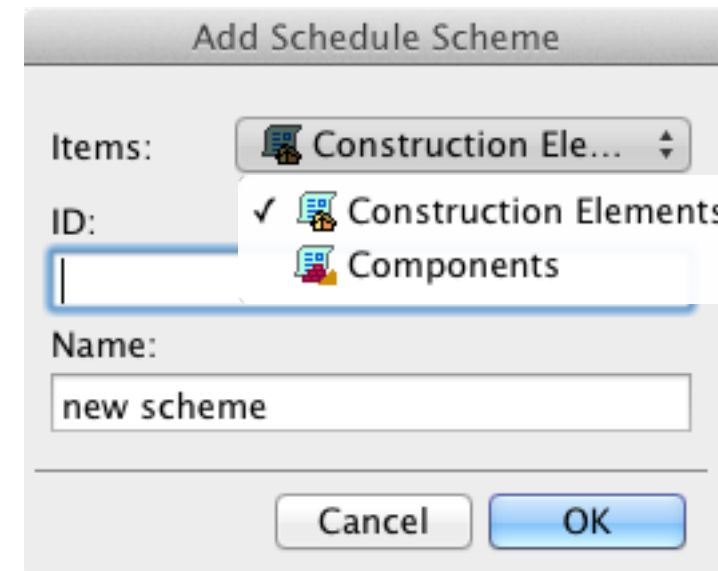 Add Schedule Scheme
Items: Construction Ele...
✓ Construction Elements
ID:
Components
Name:
new scheme
Cancel OK